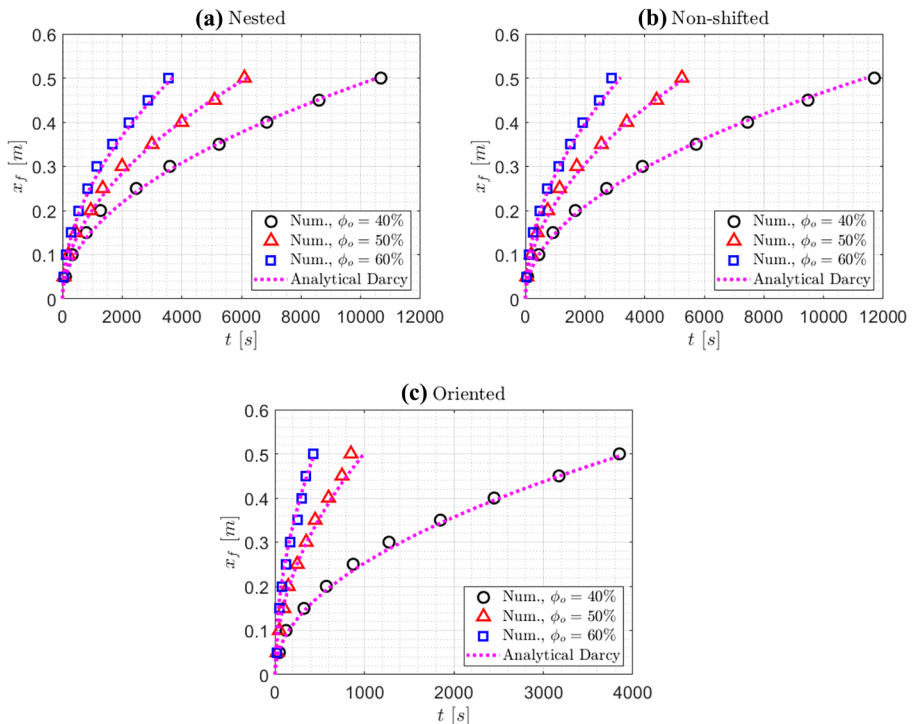 (a) Nested
0.6
0.5
0.4
0.3
0.2
0.1
0
x_f [m]
Num., ϕ_o = 40%
Num., ϕ_o = 50%
Num., ϕ_o = 60%
Analytical Darcy
0 2000 4000 6000 8000 10000 12000
t [s]
(b) Non-shifted
0.6
0.5
0.4
0.3
0.2
0.1
0
x_f [m]
Num., ϕ_o = 40%
Num., ϕ_o = 50%
Num., ϕ_o = 60%
Analytical Darcy
0 2000 4000 6000 8000 10000 12000
t [s]
(c) Oriented
0.6
0.5
0.4
0.3
0.2
0.1
0
x_f [m]
Num., ϕ_o = 40%
Num., ϕ_o = 50%
Num., ϕ_o = 60%
Analytical Darcy
0 1000 2000 3000 4000
t [s]